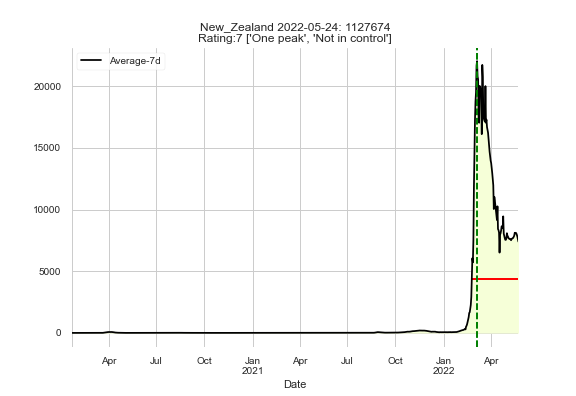 New_Zealand 2022-05-24: 1127674
Rating:7 ['One peak', 'Not in control']
Average-7d
20000
15000
10000
5000
0
Apr Jul Oct Jan Apr Jul Oct Jan Apr
2021 2022
Date